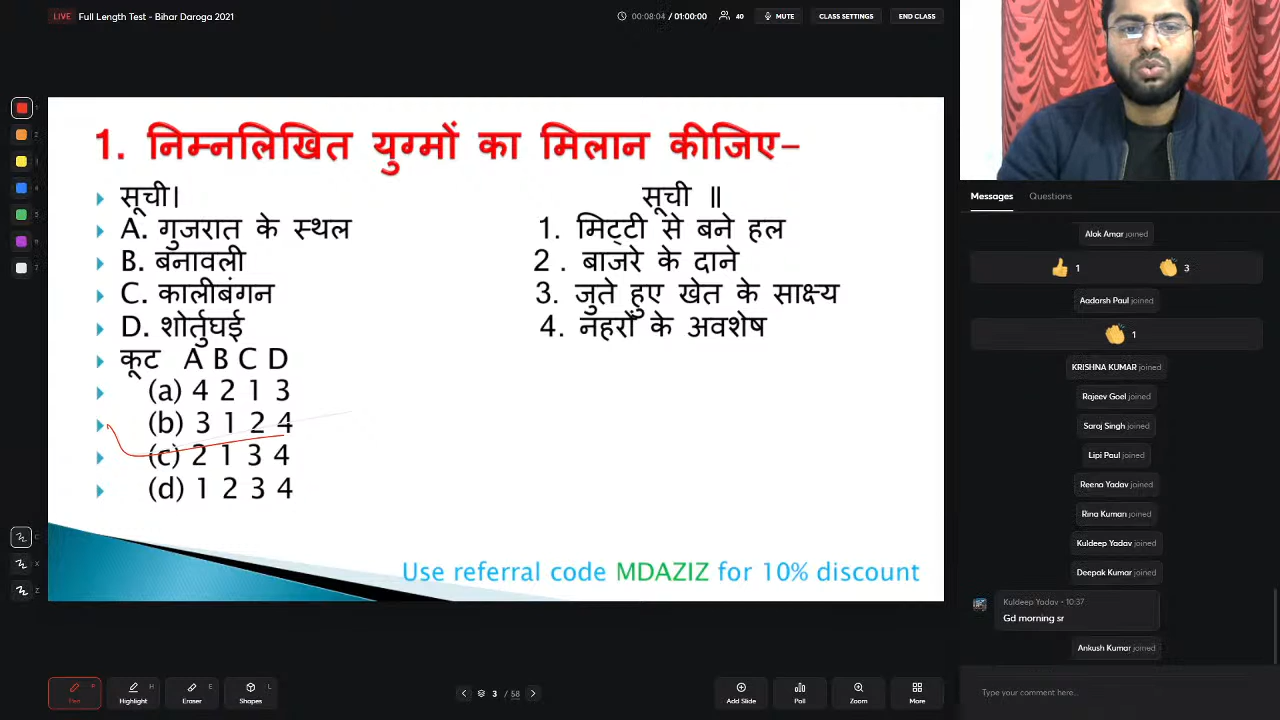 LIVE Full Length Test - Bihar Daroga 2021
00:08:04 / 01:00:00 40 MUTE CLASS SETTINGS END CLASS
1. निम्नलिखित युग्मों का मिलान कीजिए-
सूची। सूची ॥
A. गुजरात के स्थल 1. मिट्टी से बने हल
B. बनावली 2 . बाजरे के दाने
C. कालीबंगन 3. जुते हुए खेत के साक्ष्य
D. शोर्तुघई 4. नहरों के अवशेष
कूट A B C D
(a) 4 2 1 3
(b) 3 1 2 4
(c) 2 1 3 4
(d) 1 2 3 4
Use referral code MDAZIZ for 10% discount
Messages Questions
Alok Amar joined
1 3
Aadarsh Paul joined
1
KRISHNA KUMAR joined
Rajeev Goel joined
Saraj Singh joined
Lipi Paul joined
Reena Yadav joined
Rina Kuman joined
Kuldeep Yadav joined
Deepak Kumar joined
Kuldeep Yadav • 10:37
Gd morning sr
Ankush Kumar joined
Type your comment here...
Pen P Highlight H Eraser E Shapes L
3 / 58
Add Slide Poll Zoom More